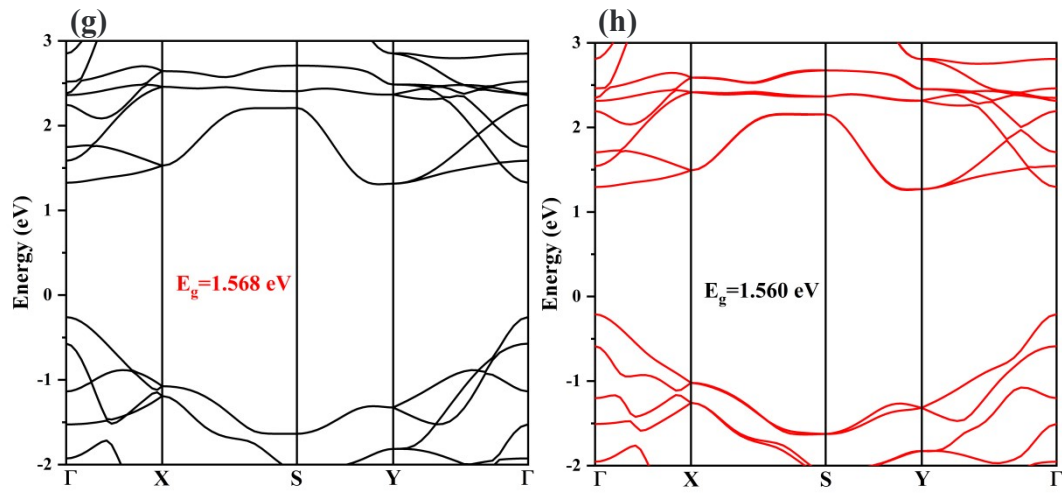 (g)
Energy (eV)
3
2
1
0
-1
-2
E_g=1.568 eV
Γ X S Y Γ
(h)
Energy (eV)
3
2
1
0
-1
-2
E_g=1.560 eV
Γ X S Y Γ